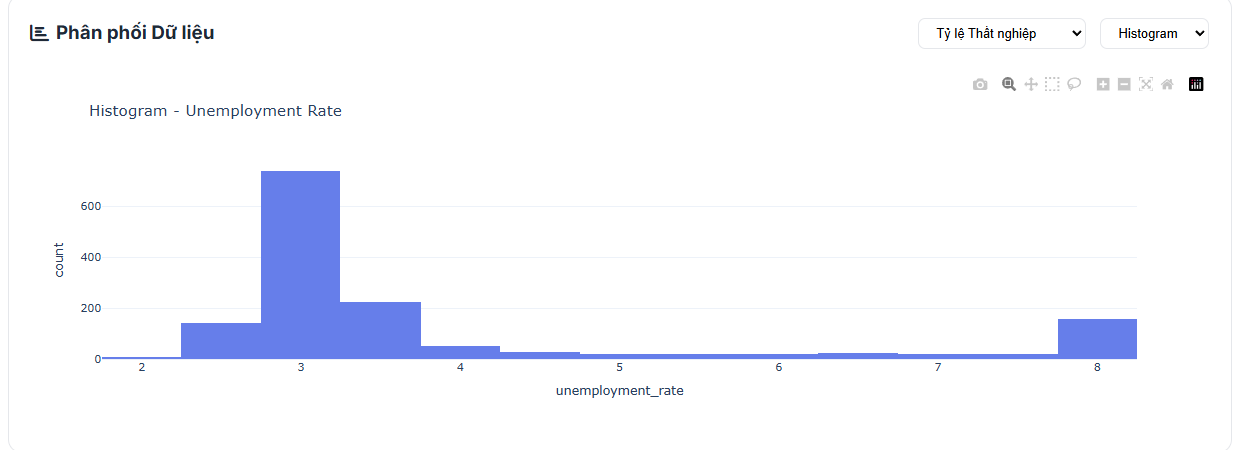 Phân phối Dữ liệu
Tỷ lệ Thất nghiệp
Histogram
Histogram - Unemployment Rate
600
400
200
0
count
2 3 4 5 6 7 8
unemployment_rate